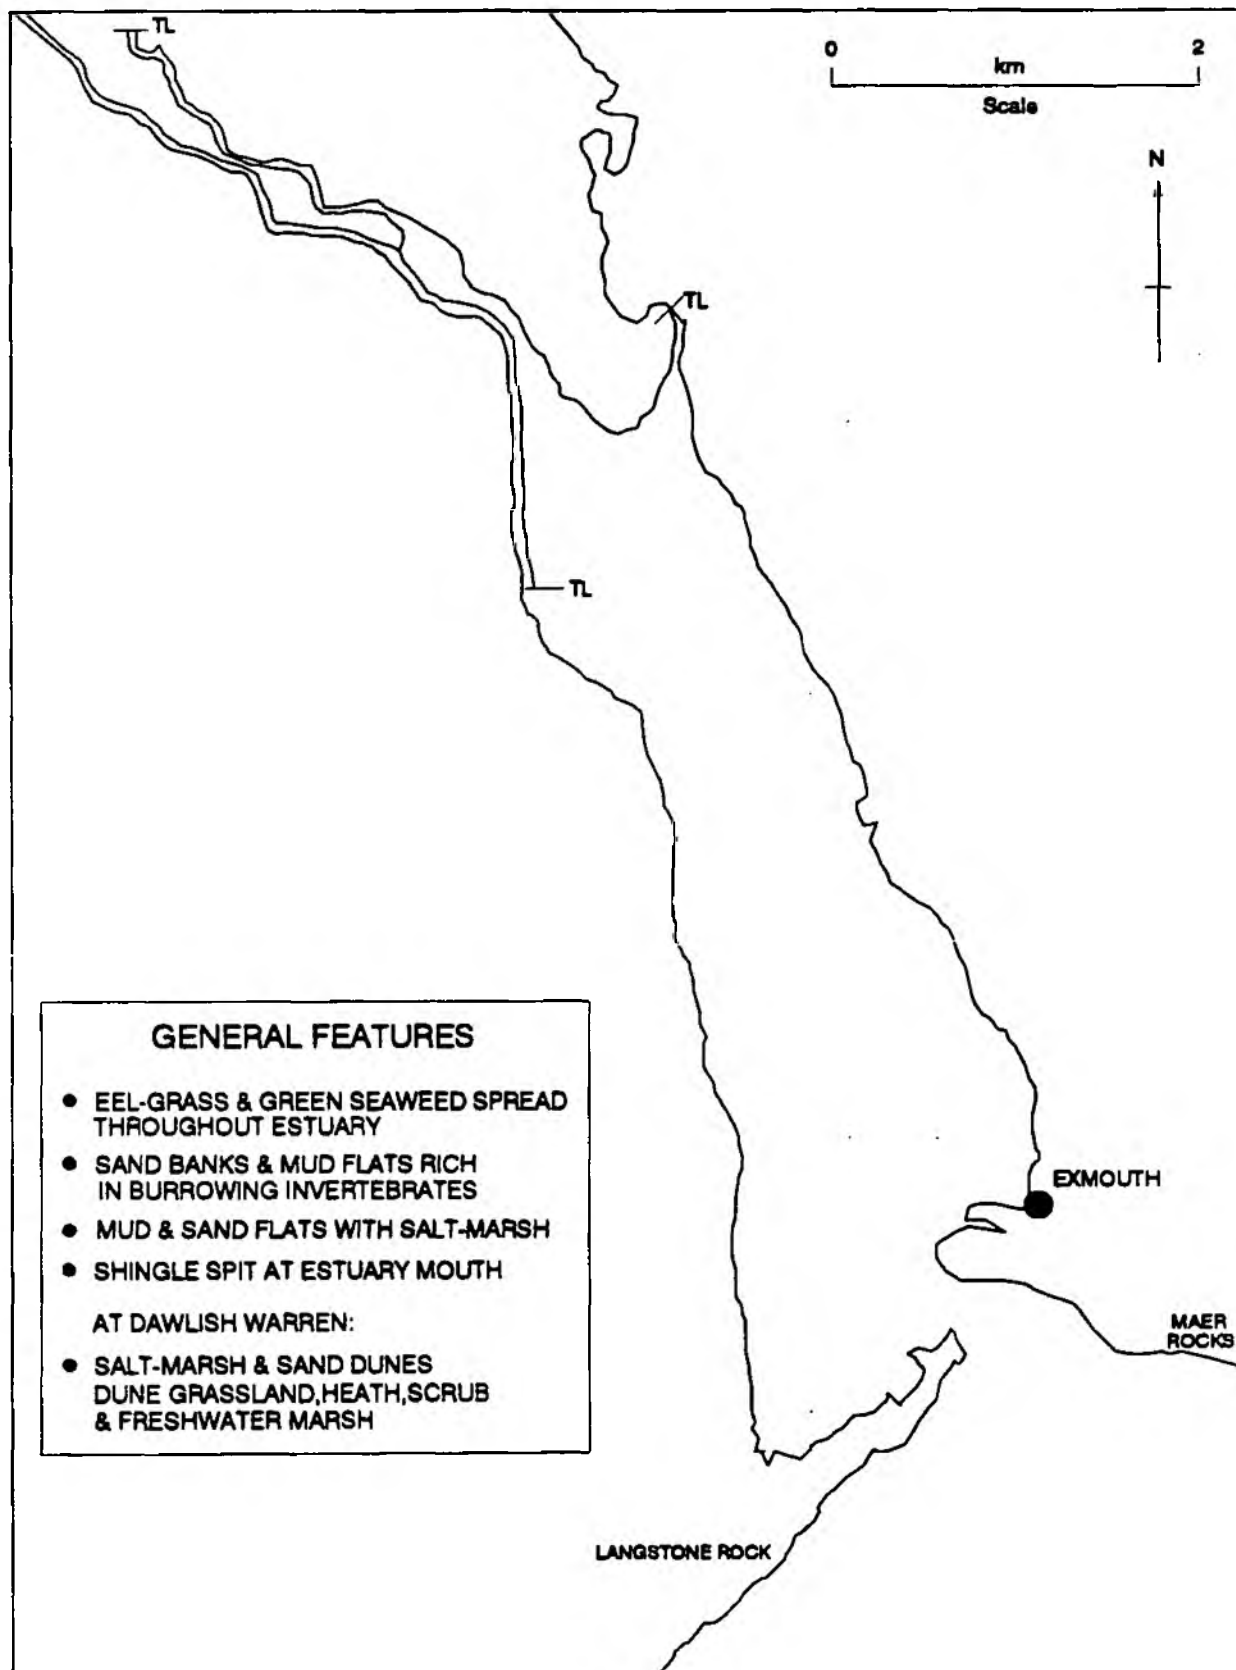 TL
0 2
km
Scale
N
TL
TL
GENERAL FEATURES
● EEL-GRASS & GREEN SEAWEED SPREAD
THROUGHOUT ESTUARY
● SAND BANKS & MUD FLATS RICH
IN BURROWING INVERTEBRATES
● MUD & SAND FLATS WITH SALT-MARSH
● SHINGLE SPIT AT ESTUARY MOUTH
AT DAWLISH WARREN:
● SALT-MARSH & SAND DUNES
DUNE GRASSLAND,HEATH,SCRUB
& FRESHWATER MARSH
EXMOUTH
MAER
ROCKS
LANGSTONE ROCK